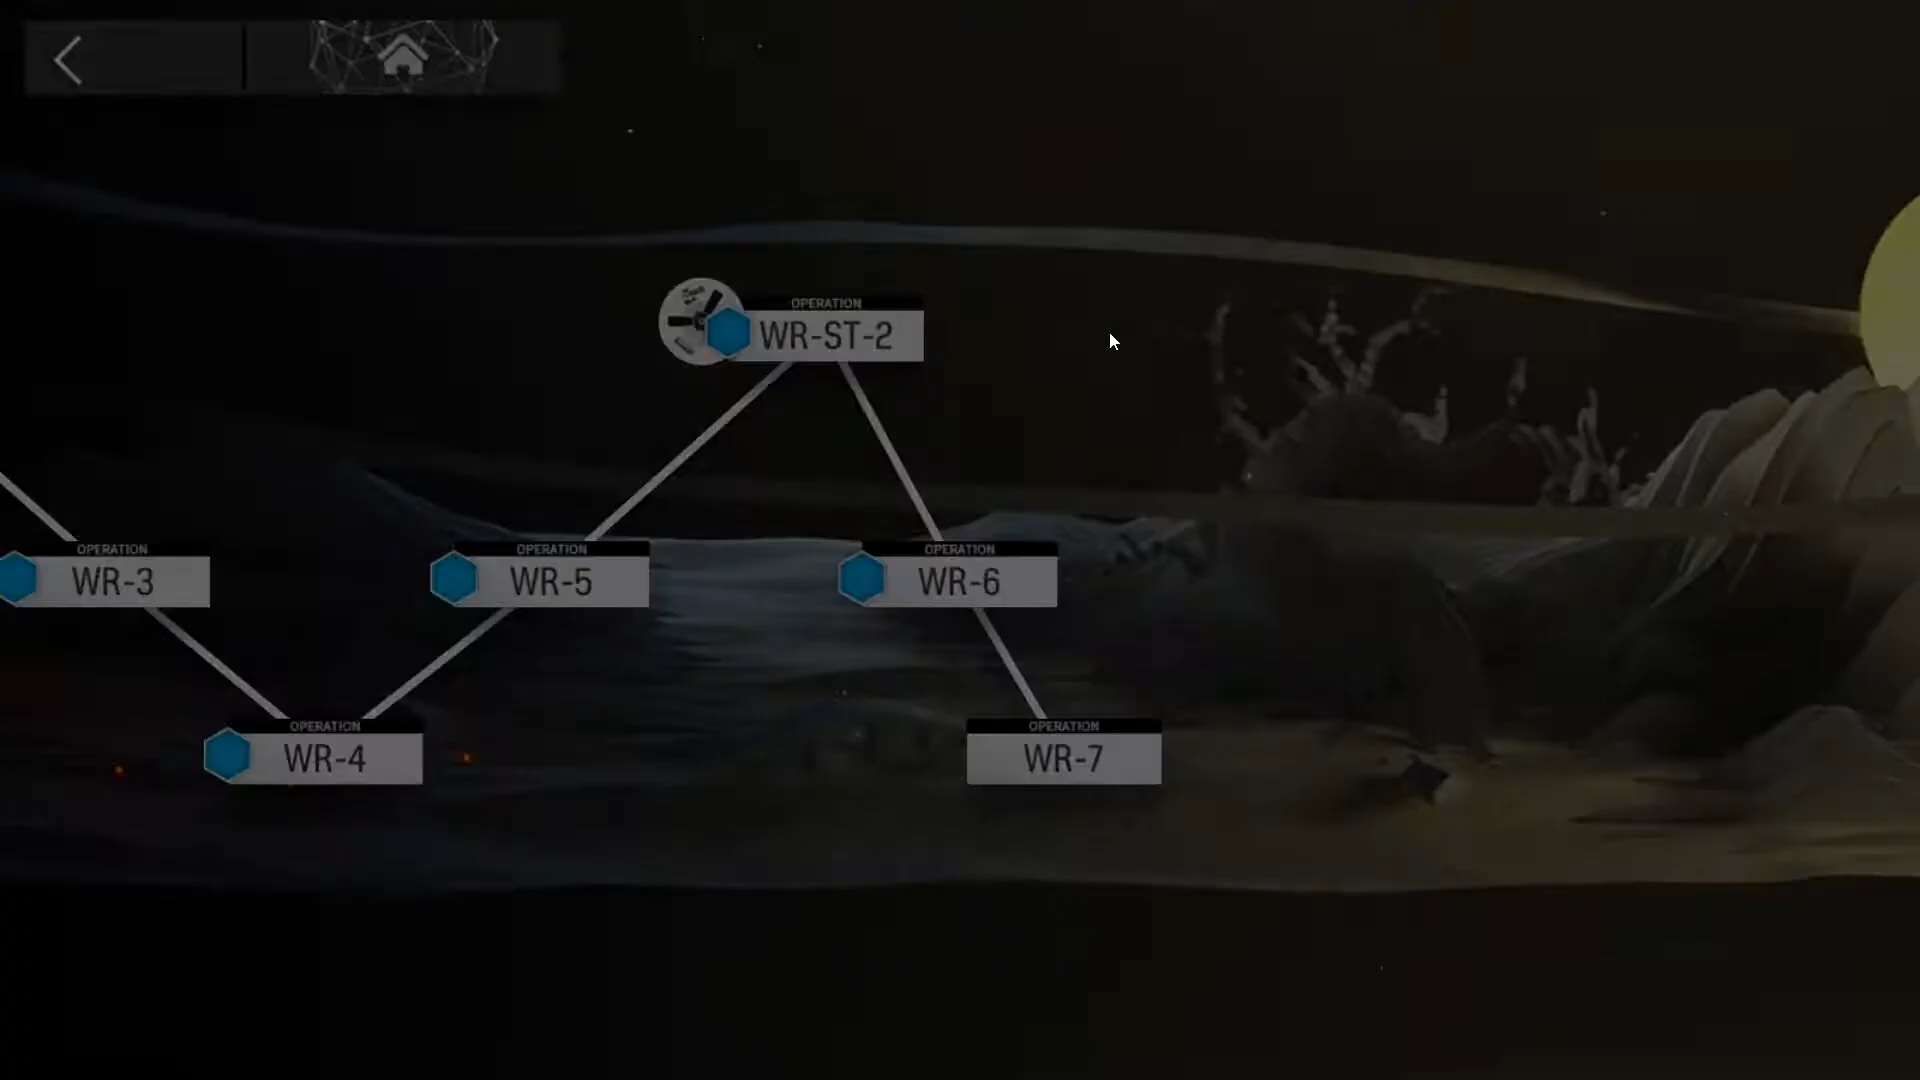 OPERATION
WR-ST-2
OPERATION
WR-3
OPERATION
WR-5
OPERATION
WR-6
OPERATION
WR-4
OPERATION
WR-7